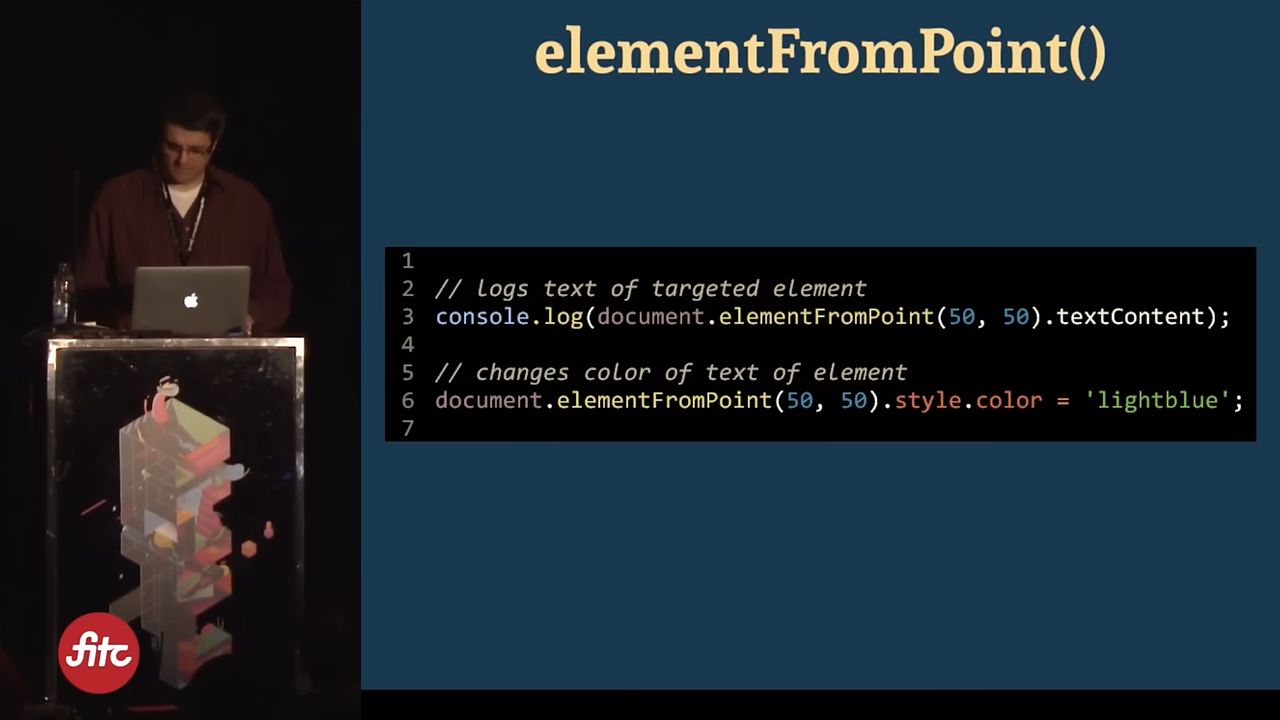 elementFromPoint()
1
2 // logs text of targeted element
3 console.log(document.elementFromPoint(50, 50).textContent);
4
5 // changes color of text of element
6 document.elementFromPoint(50, 50).style.color = 'lightblue';
7
fitc